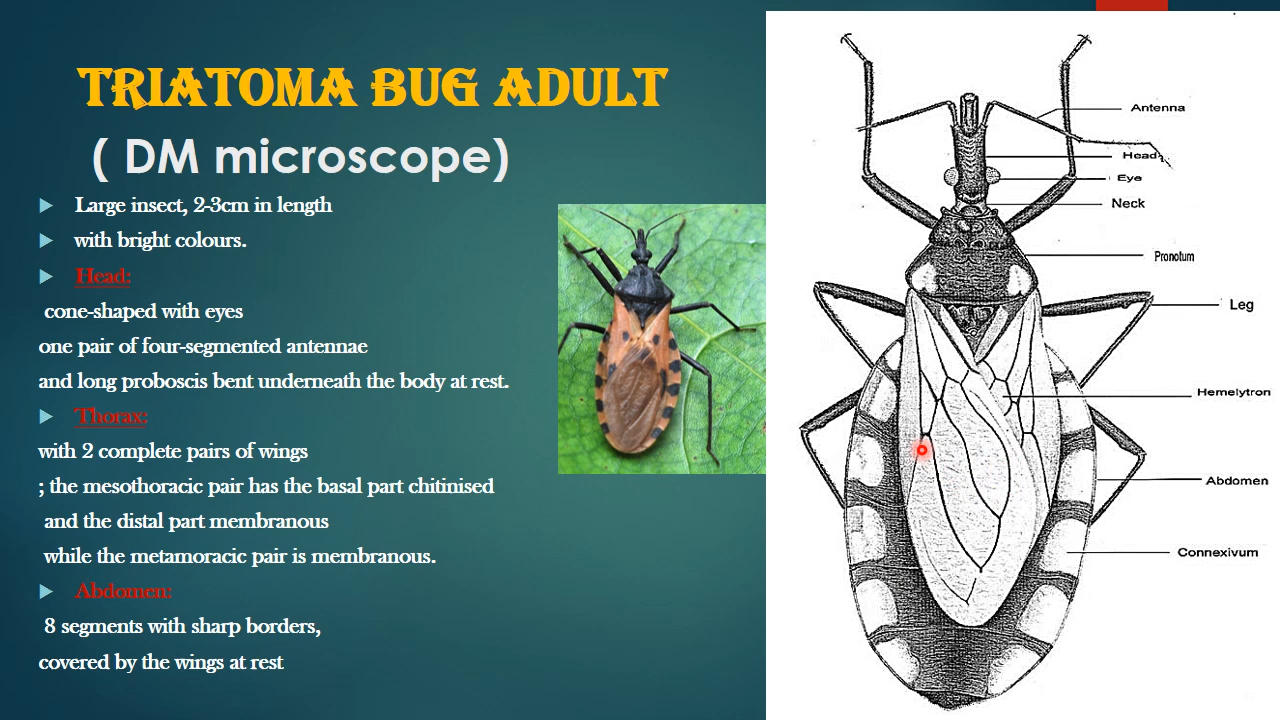 TRIATOMA BUG ADULT
( DM microscope)
Large insect, 2-3cm in length
with bright colours.
Head:
cone-shaped with eyes
one pair of four-segmented antennae
and long proboscis bent underneath the body at rest.
Thorax:
with 2 complete pairs of wings
; the mesothoracic pair has the basal part chitinised
and the distal part membranous
while the metamoracic pair is membranous.
Abdomen:
8 segments with sharp borders,
covered by the wings at rest
Antenna
Head
Eye
Neck
Pronotum
Leg
Hemelytron
Abdomen
Connexivum